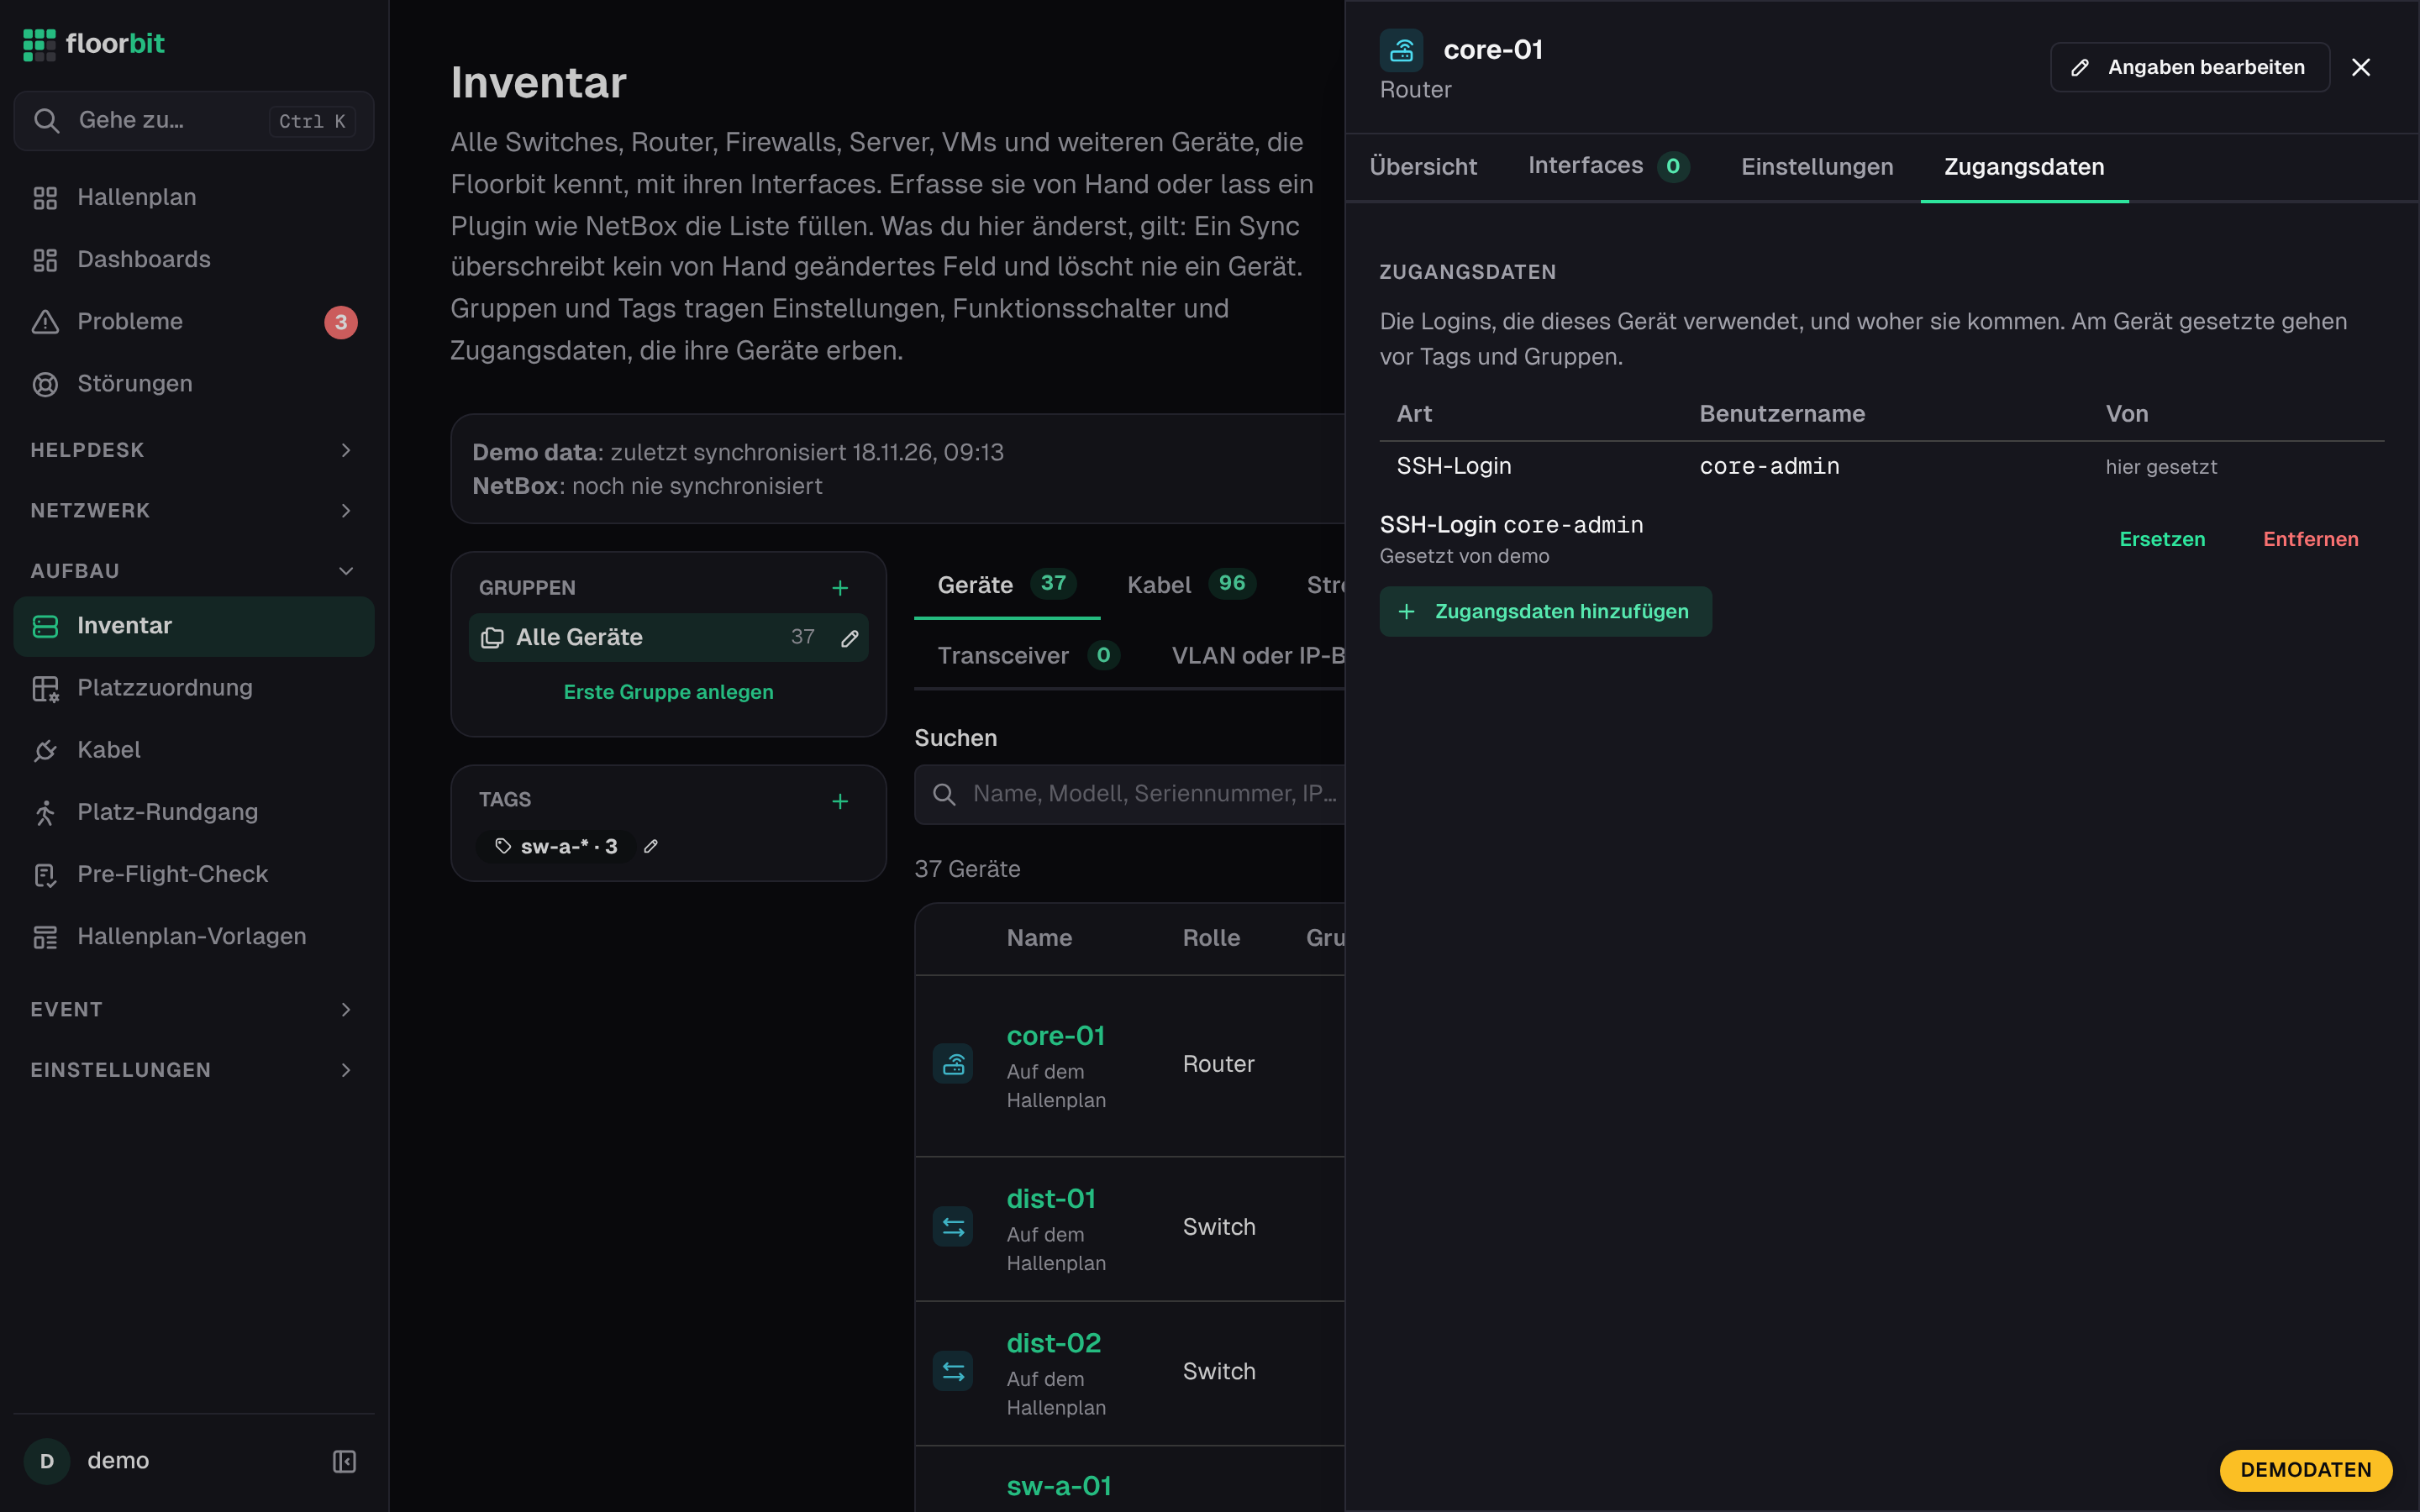 floorbit
Gehe zu... Ctrl K
Hallenplan
Dashboards
Probleme 3
Störungen
HELPDESK
NETZWERK
AUFBAU
Inventar
Platzzuordnung
Kabel
Platz-Rundgang
Pre-Flight-Check
Hallenplan-Vorlagen
EVENT
EINSTELLUNGEN
D demo
Inventar
Alle Switches, Router, Firewalls, Server, VMs und weiteren Geräte, die
Floorbit kennt, mit ihren Interfaces. Erfasse sie von Hand oder lass ein
Plugin wie NetBox die Liste füllen. Was du hier änderst, gilt: Ein Sync
überschreibt kein von Hand geändertes Feld und löscht nie ein Gerät.
Gruppen und Tags tragen Einstellungen, Funktionsschalter und
Zugangsdaten, die ihre Geräte erben.
Demo data: zuletzt synchronisiert 18.11.26, 09:13
NetBox: noch nie synchronisiert
GRUPPEN
Alle Geräte 37
Erste Gruppe anlegen
TAGS
sw-a-* · 3
Geräte 37 Kabel 96 Stre
Transceiver 0 VLAN oder IP-B
Suchen
Name, Modell, Seriennummer, IP...
37 Geräte
Name Rolle Gru
core-01
Auf dem
Hallenplan
Router
dist-01
Auf dem
Hallenplan
Switch
dist-02
Auf dem
Hallenplan
Switch
sw-a-01
core-01
Router
Angaben bearbeiten
Übersicht Interfaces 0 Einstellungen Zugangsdaten
ZUGANGSDATEN
Die Logins, die dieses Gerät verwendet, und woher sie kommen. Am Gerät gesetzte gehen
vor Tags und Gruppen.
Art Benutzername Von
SSH-Login core-admin hier gesetzt
SSH-Login core-admin
Gesetzt von demo
Ersetzen Entfernen
Zugangsdaten hinzufügen
DEMODATEN